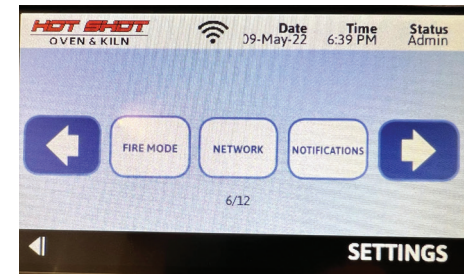 HOT SHOT
OVEN & KILN
Date
09-May-22
Time
6:39 PM
Status
Admin
FIRE MODE
NETWORK
NOTIFICATIONS
6/12
SETTINGS